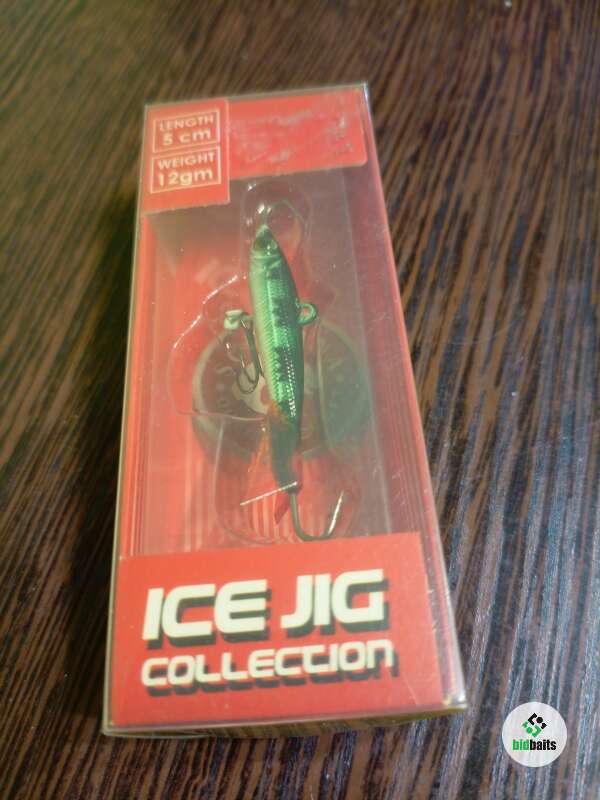 LENGTH
5 cm
WEIGHT
12gm
ICE JIG
COLLECTION
bidbaits